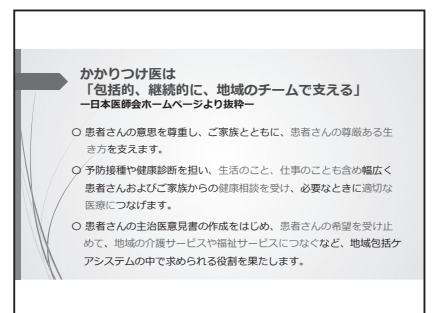 かかりつけ医は
「包括的、継続的に、地域のチームで支える」
ー日本医師会ホームページより抜粋ー
○ 患者さんの意思を尊重し、ご家族とともに、患者さんの尊厳ある生
き方を支えます。
○ 予防接種や健康診断を担い、生活のこと、仕事のことも含め幅広く
患者さんおよびご家族からの健康相談を受け、必要なときに適切な
医療につなげます。
○ 患者さんの主治医意見書の作成をはじめ、患者さんの希望を受け止
めて、地域の介護サービスや福祉サービスにつなぐなど、地域包括ケ
アシステムの中で求められる役割を果たします。